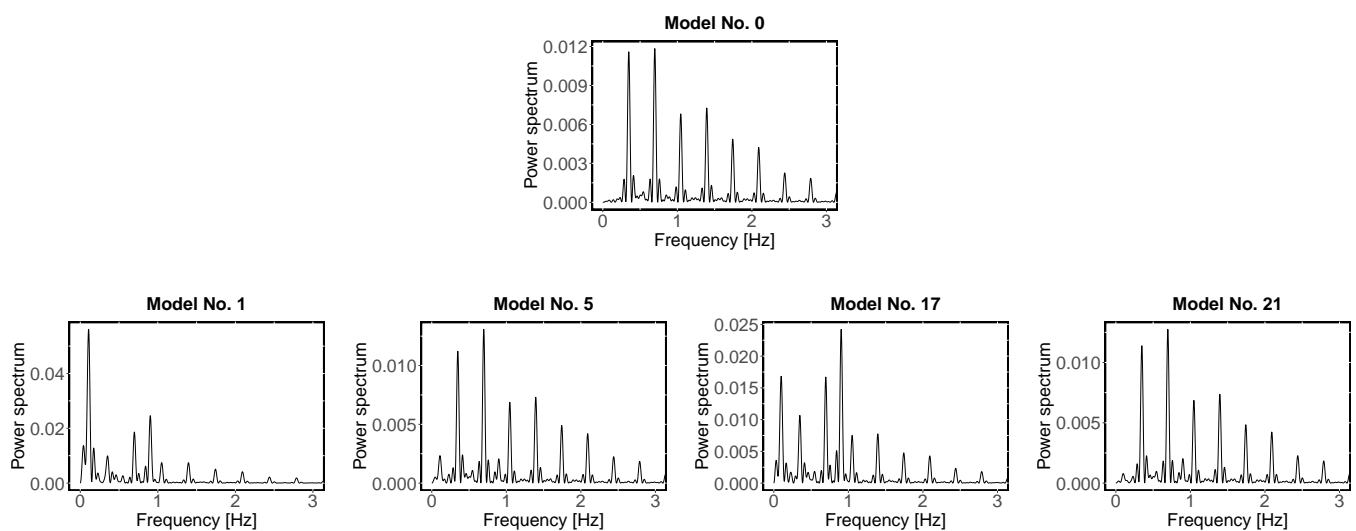 Model No. 0
0.012
0.009
0.006
0.003
0.000
Power spectrum
0 1 2 3
Frequency [Hz]
Model No. 1
0.04
0.02
0.00
Power spectrum
0 1 2 3
Frequency [Hz]
Model No. 5
0.010
0.005
0.000
Power spectrum
0 1 2 3
Frequency [Hz]
Model No. 17
0.025
0.020
0.015
0.010
0.005
0.000
Power spectrum
0 1 2 3
Frequency [Hz]
Model No. 21
0.010
0.005
0.000
Power spectrum
0 1 2 3
Frequency [Hz]